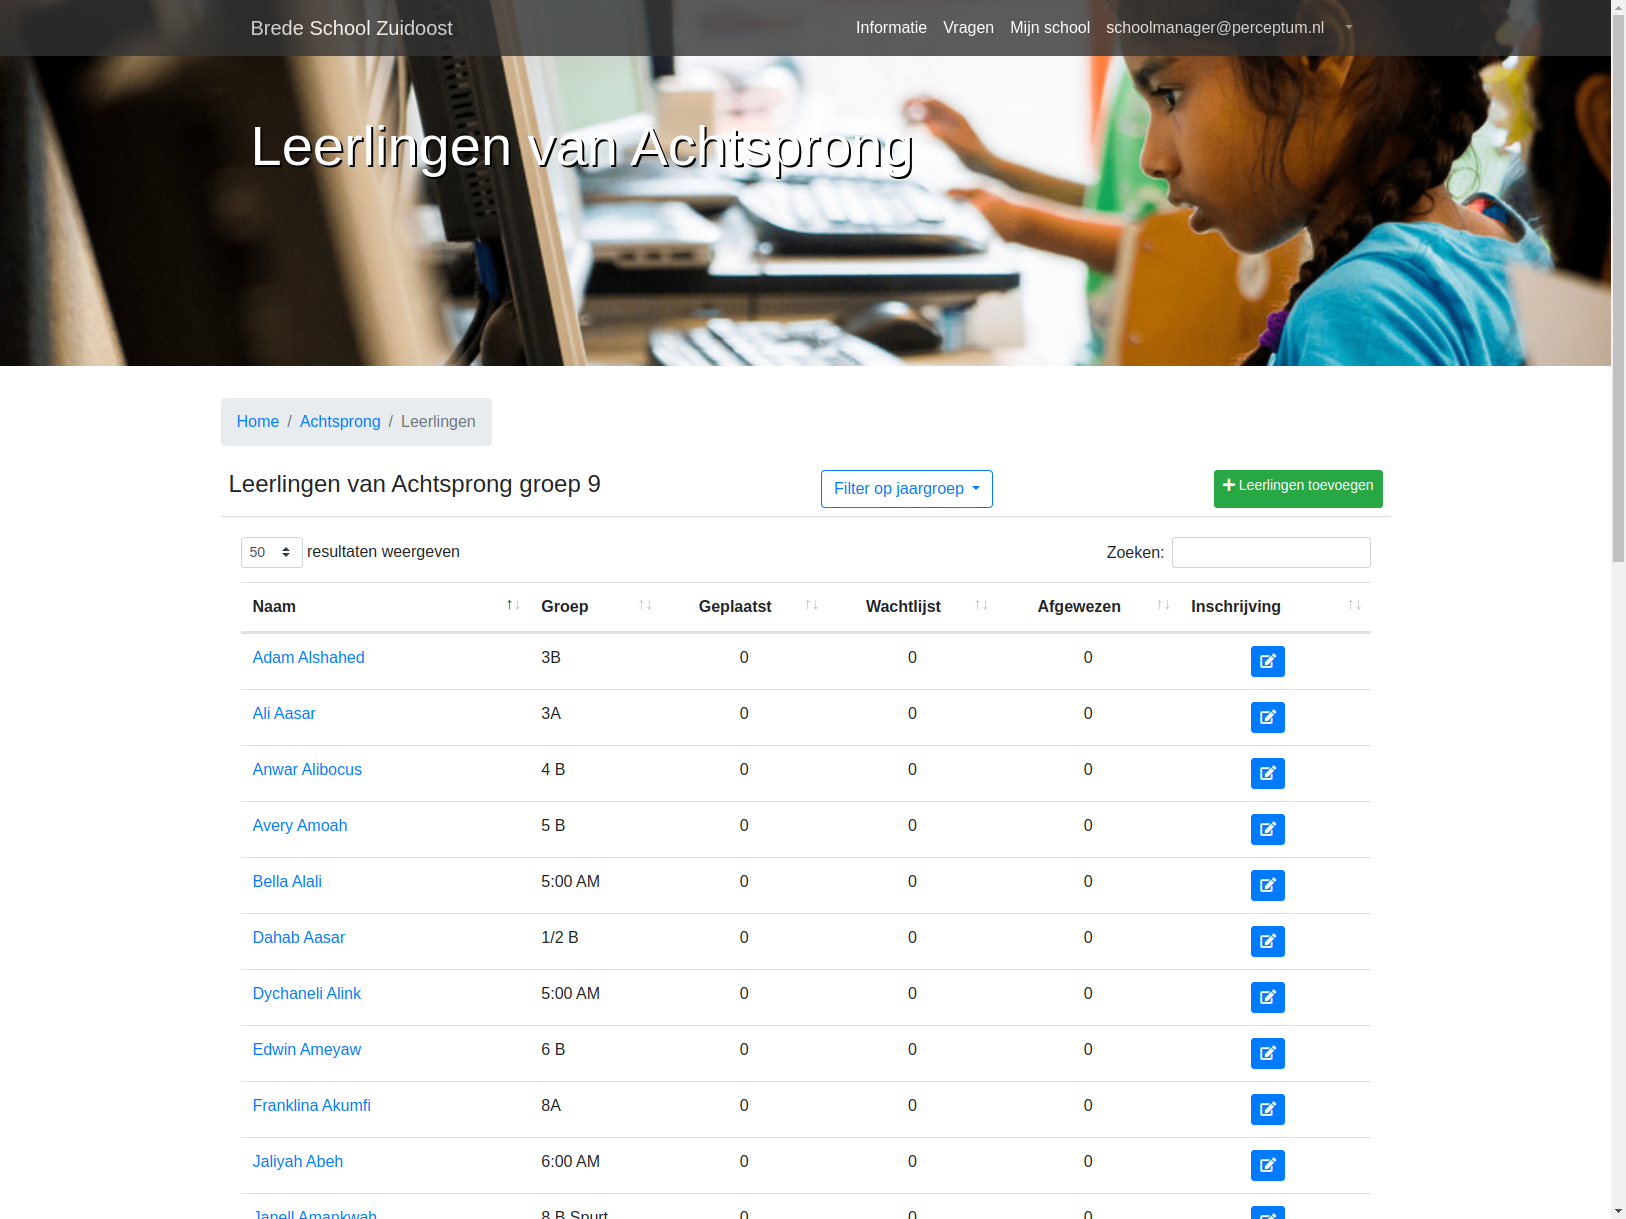 Brede School Zuidoost
Informatie Vragen Mijn school schoolmanager@perceptum.nl
Leerlingen van Achtsprong
Home / Achtsprong / Leerlingen
Leerlingen van Achtsprong groep 9
Filter op jaargroep
Leerlingen toevoegen
50 resultaten weergeven
Zoeken:
Naam Groep Geplaatst Wachtlijst Afgewezen Inschrijving
Adam Alshahed 3B 0 0 0
Ali Aasar 3A 0 0 0
Anwar Alibocus 4 B 0 0 0
Avery Amoah 5 B 0 0 0
Bella Alali 5:00 AM 0 0 0
Dahab Aasar 1/2 B 0 0 0
Dychaneli Alink 5:00 AM 0 0 0
Edwin Ameyaw 6 B 0 0 0
Franklina Akumfi 8A 0 0 0
Jaliyah Abeh 6:00 AM 0 0 0
Janell Amankwah 8 B Spurt 0 0 0